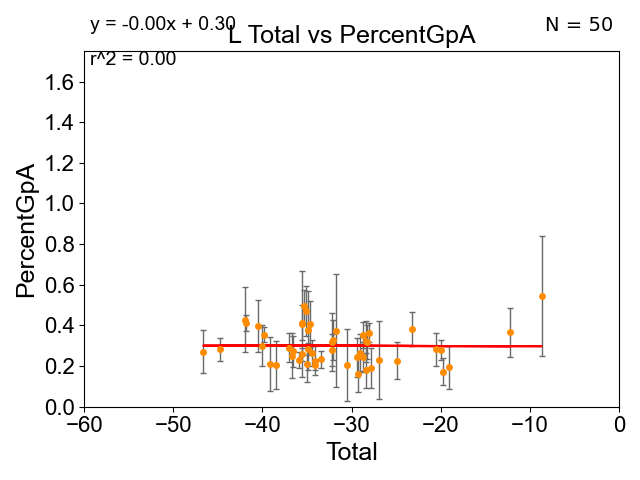 y = -0.00x + 0.30
L Total vs PercentGpA
N = 50
r^2 = 0.00
PercentGpA
1.6
1.4
1.2
1.0
0.8
0.6
0.4
0.2
0.0
−60
−50
−40
−30
−20
−10
0
Total